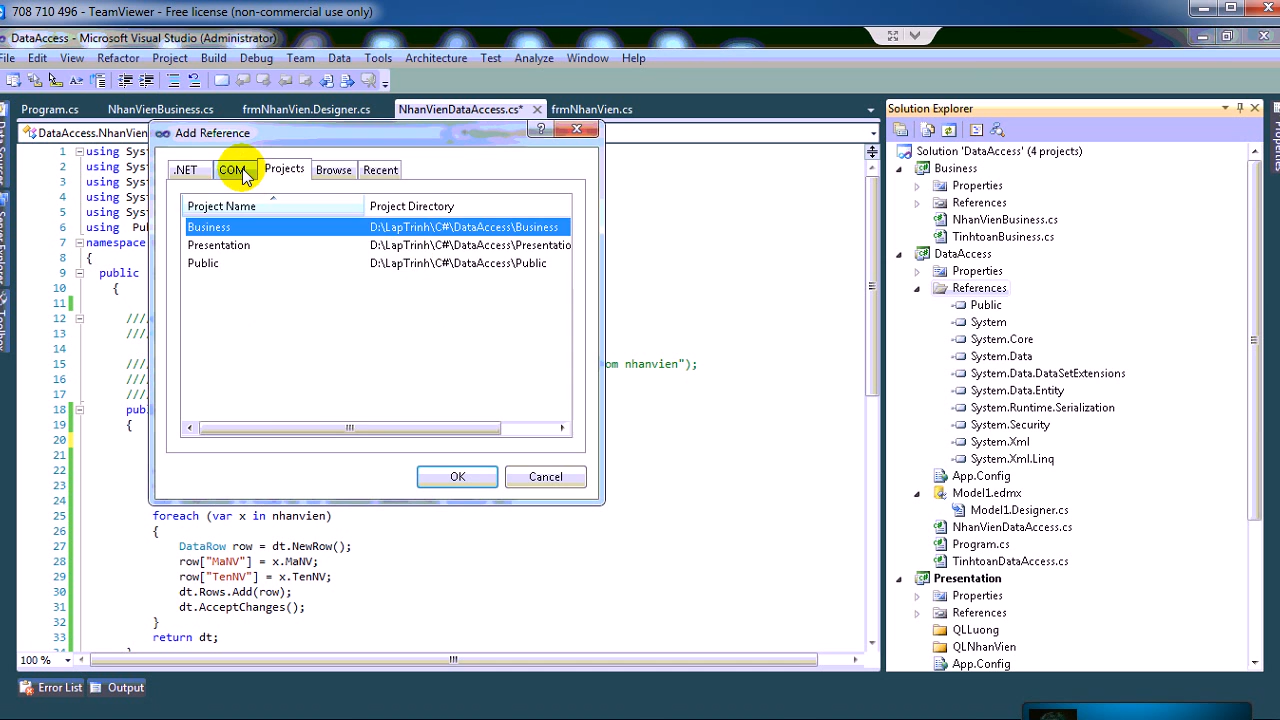 708 710 496 - TeamViewer - Free license (non-commercial use only)
DataAccess - Microsoft Visual Studio (Administrator)
File Edit View Refactor Project Build Debug Team Data Tools Architecture Test Analyze Window Help
Program.cs NhanVienBusiness.cs frmNhanVien.Designer.cs NhanVienDataAccess.cs* frmNhanVien.cs
DataAccess.NhanVien
Add Reference
.NET COM Projects Browse Recent
Project Name Project Directory
Business D:\LapTrinh\C#\DataAccess\Business
Presentation D:\LapTrinh\C#\DataAccess\Presentatio
Public D:\LapTrinh\C#\DataAccess\Public
OK Cancel
1 using Sys
2 using Sys
3 using Sys
4 using Sys
5 using Sys
6 using Pu
7 namespace
8 {
9 public
10 {
11
12 ///
13 ///
14
15 /// om nhanvien");
16 ///
17 ///
18 pub
19 {
20
21
22
23
24
25 foreach (var x in nhanvien)
26 {
27 DataRow row = dt.NewRow();
28 row["MaNV"] = x.MaNV;
29 row["TenNV"] = x.TenNV;
30 dt.Rows.Add(row);
31 dt.AcceptChanges();
32 }
33 return dt;
100 %
Error List Output
Data Sources
Server Explorer
Toolbox
Solution Explorer
Solution 'DataAccess' (4 projects)
Business
Properties
References
NhanVienBusiness.cs
TinhtoanBusiness.cs
DataAccess
Properties
References
Public
System
System.Core
System.Data
System.Data.DataSetExtensions
System.Data.Entity
System.Runtime.Serialization
System.Security
System.Xml
System.Xml.Linq
App.Config
Model1.edmx
Model1.Designer.cs
NhanVienDataAccess.cs
Program.cs
TinhtoanDataAccess.cs
Presentation
Properties
References
QLLuong
QLNhanVien
App.Config
Properties